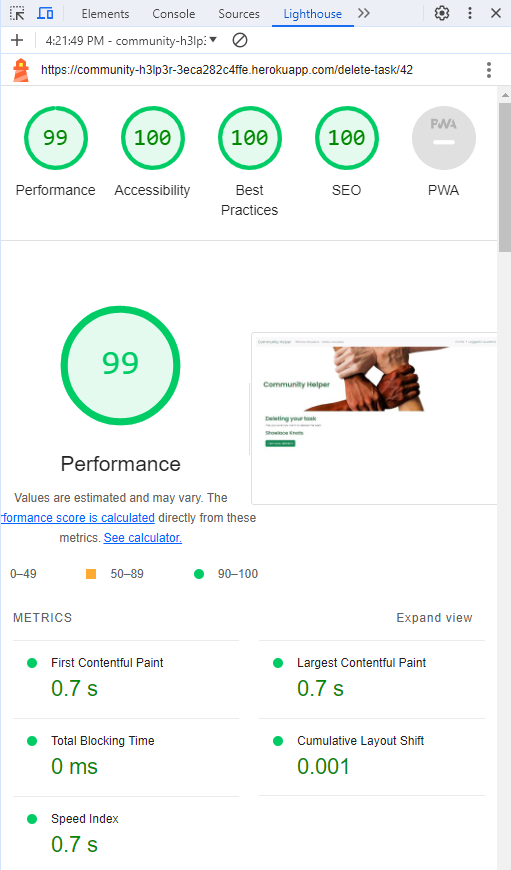 Elements Console Sources Lighthouse
4:21:49 PM - community-h3lp3
https://community-h3lp3r-3eca282c4ffe.herokuapp.com/delete-task/42
99 100 100 100 PWA
Performance Accessibility Best Practices SEO PWA
99
Community Helper
Deleting your task
Shoelace Knots
Performance
Values are estimated and may vary. The
rformance score is calculated directly from these
metrics. See calculator.
0–49 50–89 90–100
METRICS Expand view
First Contentful Paint
0.7 s
Largest Contentful Paint
0.7 s
Total Blocking Time
0 ms
Cumulative Layout Shift
0.001
Speed Index
0.7 s